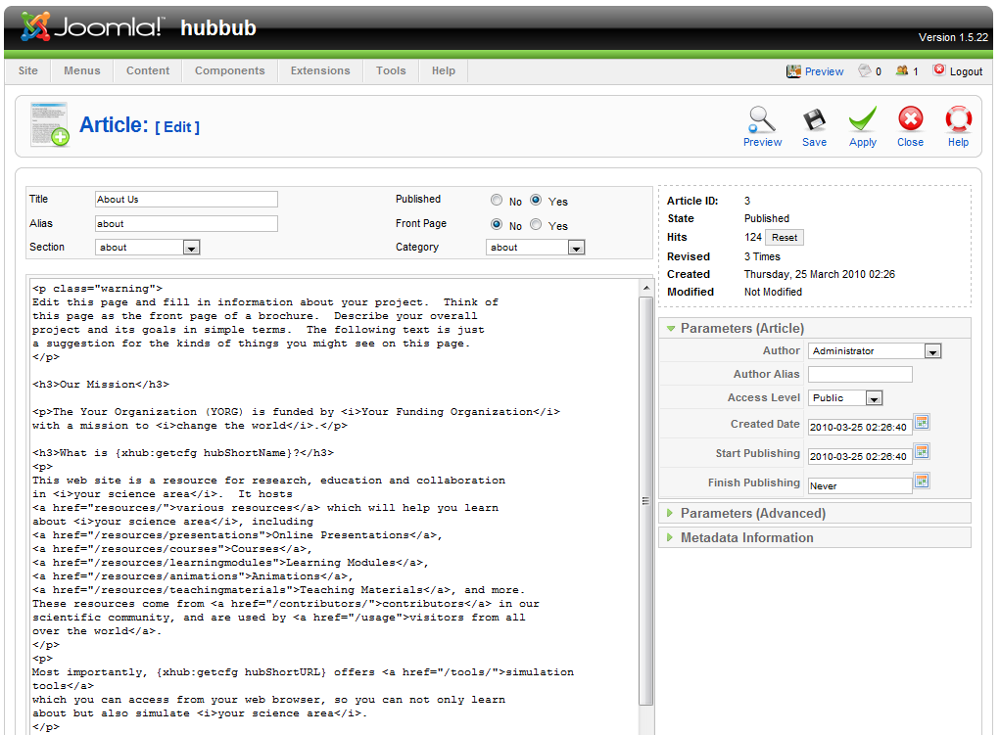 Joomla! hubbub
Version 1.5.22
Site Menus Content Components Extensions Tools Help Preview 0 1 Logout
Article: [ Edit ]
Preview Save Apply Close Help
Title About Us Published No Yes
Alias about Front Page No Yes
Section about Category about
<p class="warning">
Edit this page and fill in information about your project.  Think of
this page as the front page of a brochure.  Describe your overall
project and its goals in simple terms.  The following text is just
a suggestion for the kinds of things you might see on this page.
</p>
<h3>Our Mission</h3>
<p>The Your Organization (YORG) is funded by <i>Your Funding Organization</i>
with a mission to <i>change the world</i>.</p>
<h3>What is {xhub:getcfg hubShortName}?</h3>
<p>
This web site is a resource for research, education and collaboration
in <i>your science area</i>.  It hosts
<a href="resources/">various resources</a> which will help you learn
about <i>your science area</i>, including
<a href="/resources/presentations">Online Presentations</a>,
<a href="/resources/courses">Courses</a>,
<a href="/resources/learningmodules">Learning Modules</a>,
<a href="/resources/animations">Animations</a>,
<a href="/resources/teachingmaterials">Teaching Materials</a>, and more.
These resources come from <a href="/contributors/">contributors</a> in our
scientific community, and are used by <a href="/usage">visitors from all
over the world</a>.
</p>
<p>
Most importantly, {xhub:getcfg hubShortURL} offers <a href="/tools/">simulation
tools</a>
which you can access from your web browser, so you can not only learn
about but also simulate <i>your science area</i>.
</p>
Article ID: 3
State Published
Hits 124 Reset
Revised 3 Times
Created Thursday, 25 March 2010 02:26
Modified Not Modified
Parameters (Article)
Author Administrator
Author Alias
Access Level Public
Created Date 2010-03-25 02:26:40
Start Publishing 2010-03-25 02:26:40
Finish Publishing Never
Parameters (Advanced)
Metadata Information